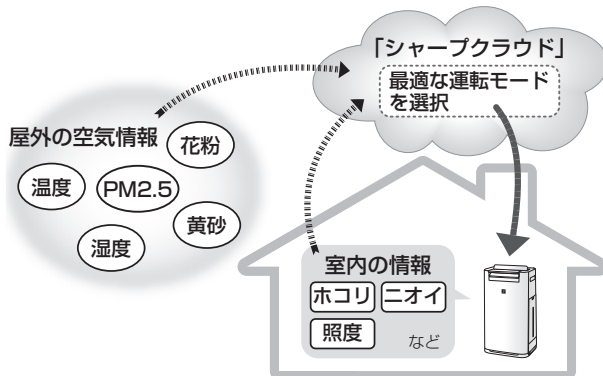 「シャープクラウド」
最適な運転モード
を選択
屋外の空気情報
花粉
温度
PM2.5
黄砂
湿度
室内の情報
ホコリ
ニオイ
照度
など